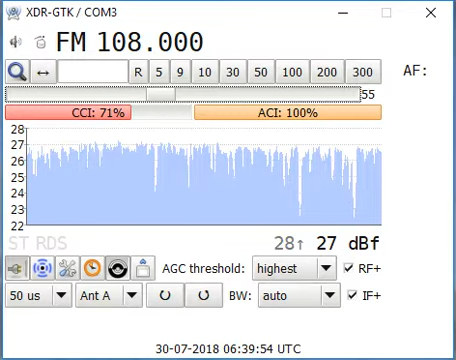 XDR-GTK / COM3
FM 108.000
R 5 9 10 30 50 100 200 300 AF:
55
CCI: 71% ACI: 100%
28
27
26
25
24
23
22
ST RDS 28↑ 27 dBf
AGC threshold: highest RF+
50 us Ant A BW: auto IF+
30-07-2018 06:39:54 UTC